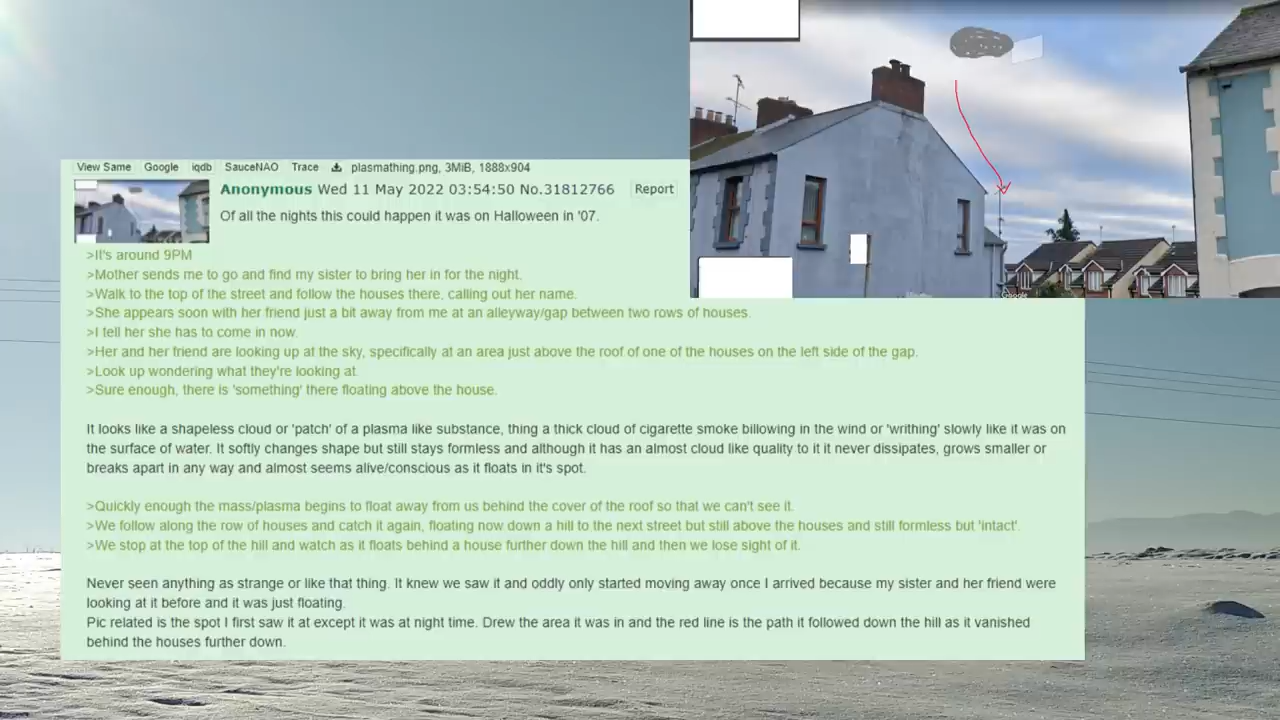 View Same Google iqdb SauceNAO Trace plasmathing.png, 3MiB, 1888x904
Anonymous Wed 11 May 2022 03:54:50 No.31812766 Report
Of all the nights this could happen it was on Halloween in '07.
>It's around 9PM
>Mother sends me to go and find my sister to bring her in for the night.
>Walk to the top of the street and follow the houses there, calling out her name.
>She appears soon with her friend just a bit away from me at an alleyway/gap between two rows of houses.
>I tell her she has to come in now.
>Her and her friend are looking up at the sky, specifically at an area just above the roof of one of the houses on the left side of the gap.
>Look up wondering what they're looking at.
>Sure enough, there is 'something' there floating above the house.
It looks like a shapeless cloud or 'patch' of a plasma like substance, thing a thick cloud of cigarette smoke billowing in the wind or 'writhing' slowly like it was on
the surface of water. It softly changes shape but still stays formless and although it has an almost cloud like quality to it it never dissipates, grows smaller or
breaks apart in any way and almost seems alive/conscious as it floats in it's spot.
>Quickly enough the mass/plasma begins to float away from us behind the cover of the roof so that we can't see it.
>We follow along the row of houses and catch it again, floating now down a hill to the next street but still above the houses and still formless but 'intact'.
>We stop at the top of the hill and watch as it floats behind a house further down the hill and then we lose sight of it.
Never seen anything as strange or like that thing. It knew we saw it and oddly only started moving away once I arrived because my sister and her friend were
looking at it before and it was just floating.
Pic related is the spot I first saw it at except it was at night time. Drew the area it was in and the red line is the path it followed down the hill as it vanished
behind the houses further down.
Google